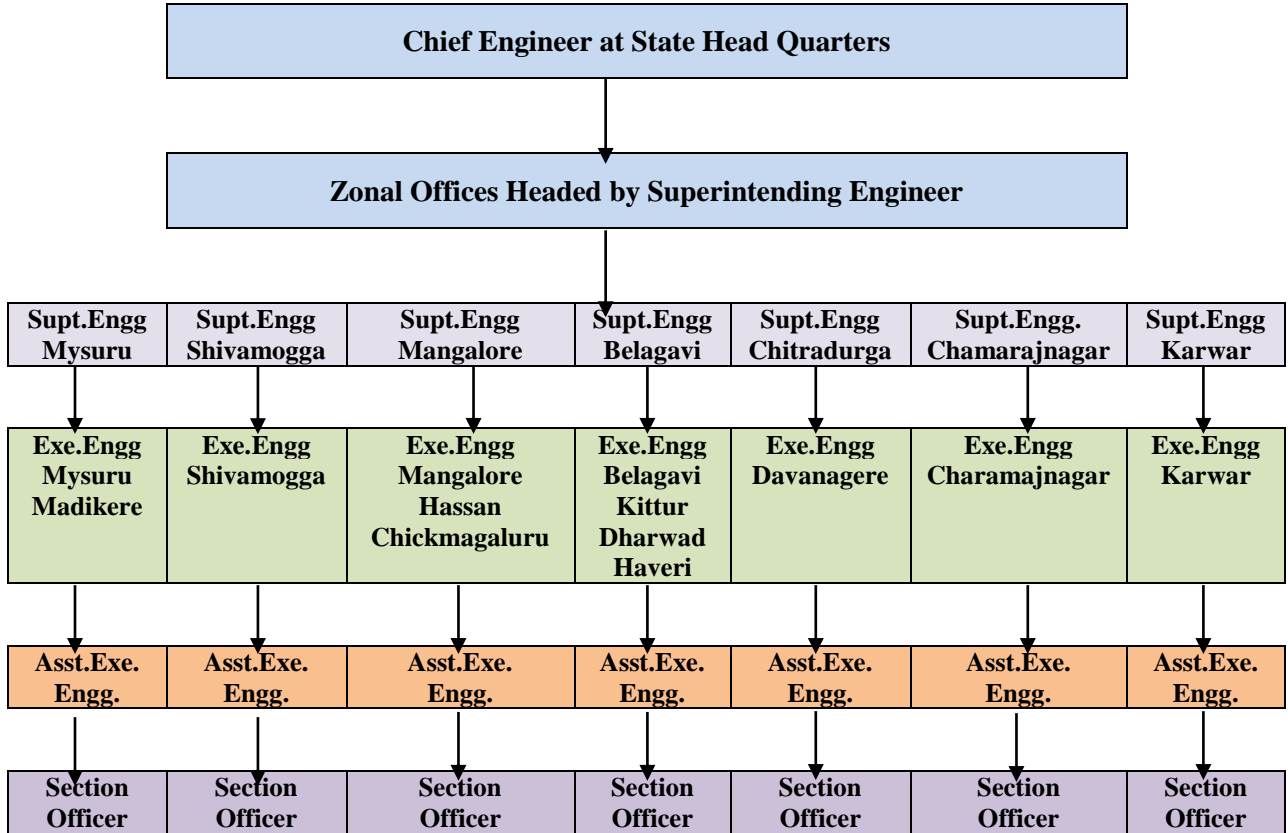 Chief Engineer at State Head Quarters
Zonal Offices Headed by Superintending Engineer
Supt.Engg
Mysuru
Supt.Engg
Shivamogga
Supt.Engg
Mangalore
Supt.Engg
Belagavi
Supt.Engg
Chitradurga
Supt.Engg.
Chamarajnagar
Supt.Engg
Karwar
Exe.Engg
Mysuru
Madikere
Exe.Engg
Shivamogga
Exe.Engg
Mangalore
Hassan
Chickmagaluru
Exe.Engg
Belagavi
Kittur
Dharwad
Haveri
Exe.Engg
Davanagere
Exe.Engg
Charamajnagar
Exe.Engg
Karwar
Asst.Exe.
Engg.
Asst.Exe.
Engg.
Asst.Exe.
Engg.
Asst.Exe.
Engg.
Asst.Exe.
Engg.
Asst.Exe.
Engg.
Asst.Exe.
Engg.
Section
Officer
Section
Officer
Section
Officer
Section
Officer
Section
Officer
Section
Officer
Section
Officer